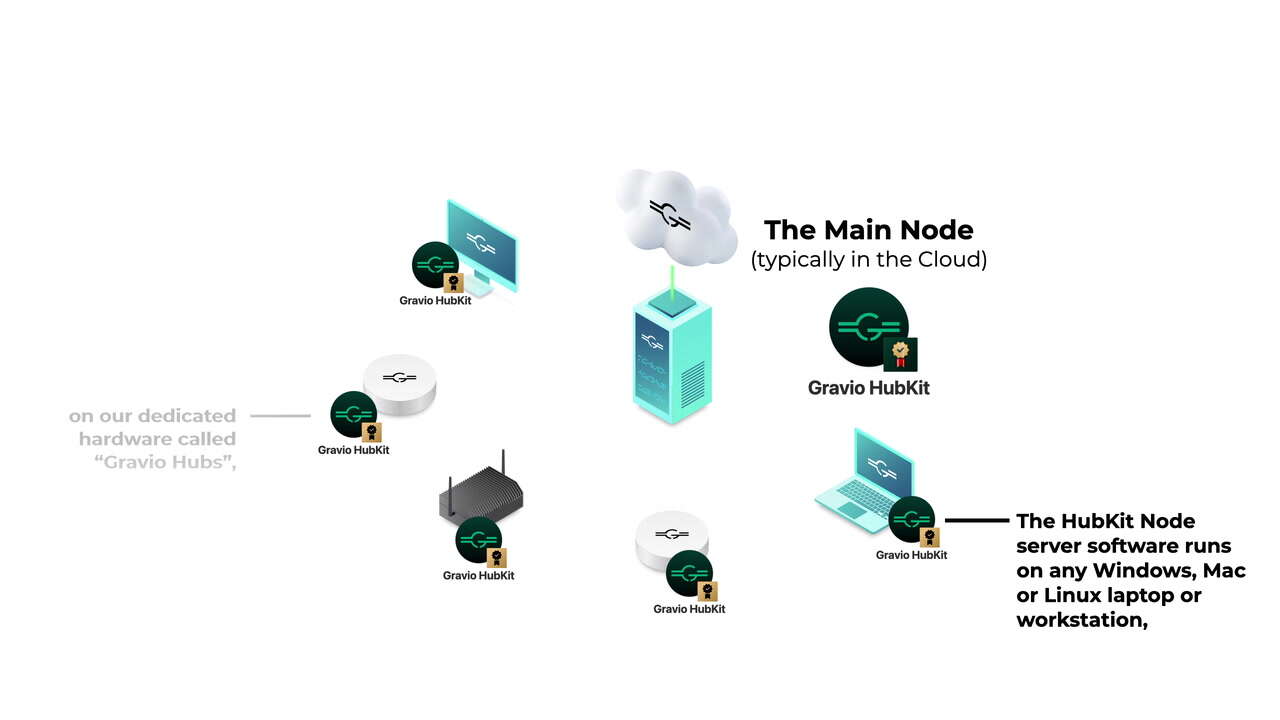 The Main Node
(typically in the Cloud)
Gravio HubKit
Gravio HubKit
on our dedicated
hardware called
“Gravio Hubs”,
Gravio HubKit
Gravio HubKit
Gravio HubKit
Gravio HubKit
The HubKit Node
server software runs
on any Windows, Mac
or Linux laptop or
workstation,